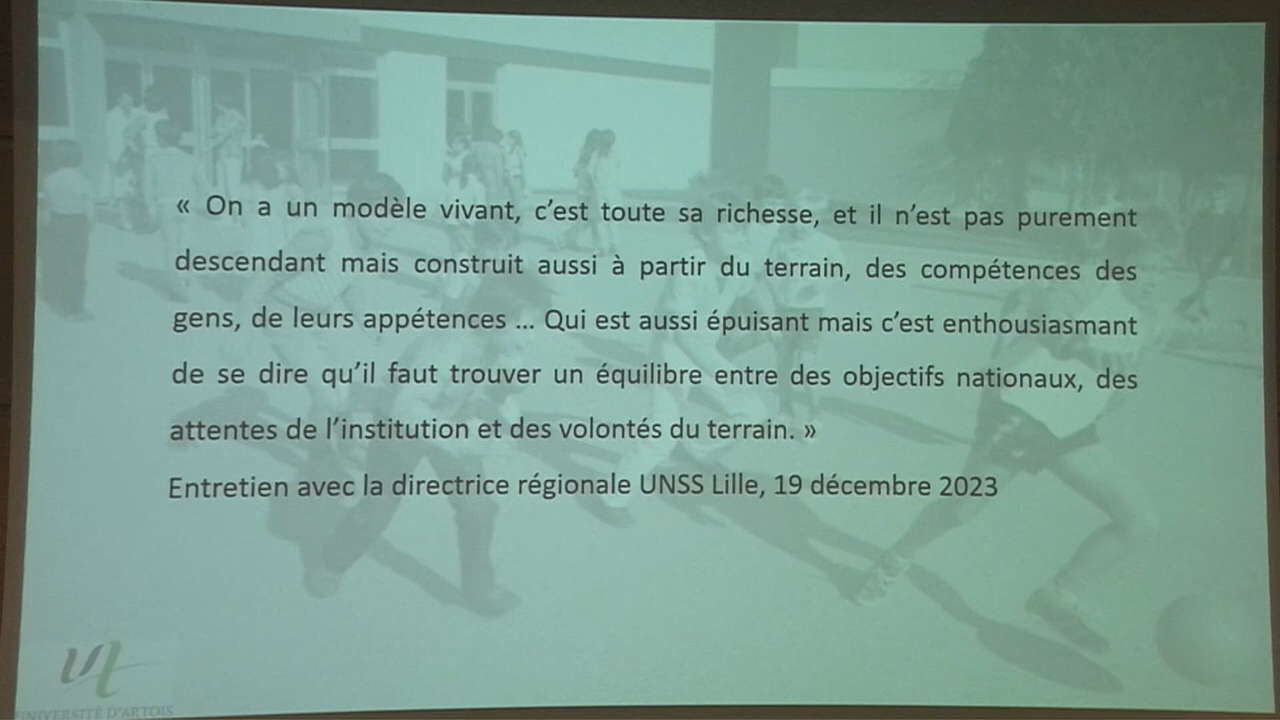 « On a un modèle vivant, c’est toute sa richesse, et il n’est pas purement
descendant mais construit aussi à partir du terrain, des compétences des
gens, de leurs appétences ... Qui est aussi épuisant mais c’est enthousiasmant
de se dire qu’il faut trouver un équilibre entre des objectifs nationaux, des
attentes de l’institution et des volontés du terrain. »
Entretien avec la directrice régionale UNSS Lille, 19 décembre 2023
UNIVERSITÉ D'ARTOIS